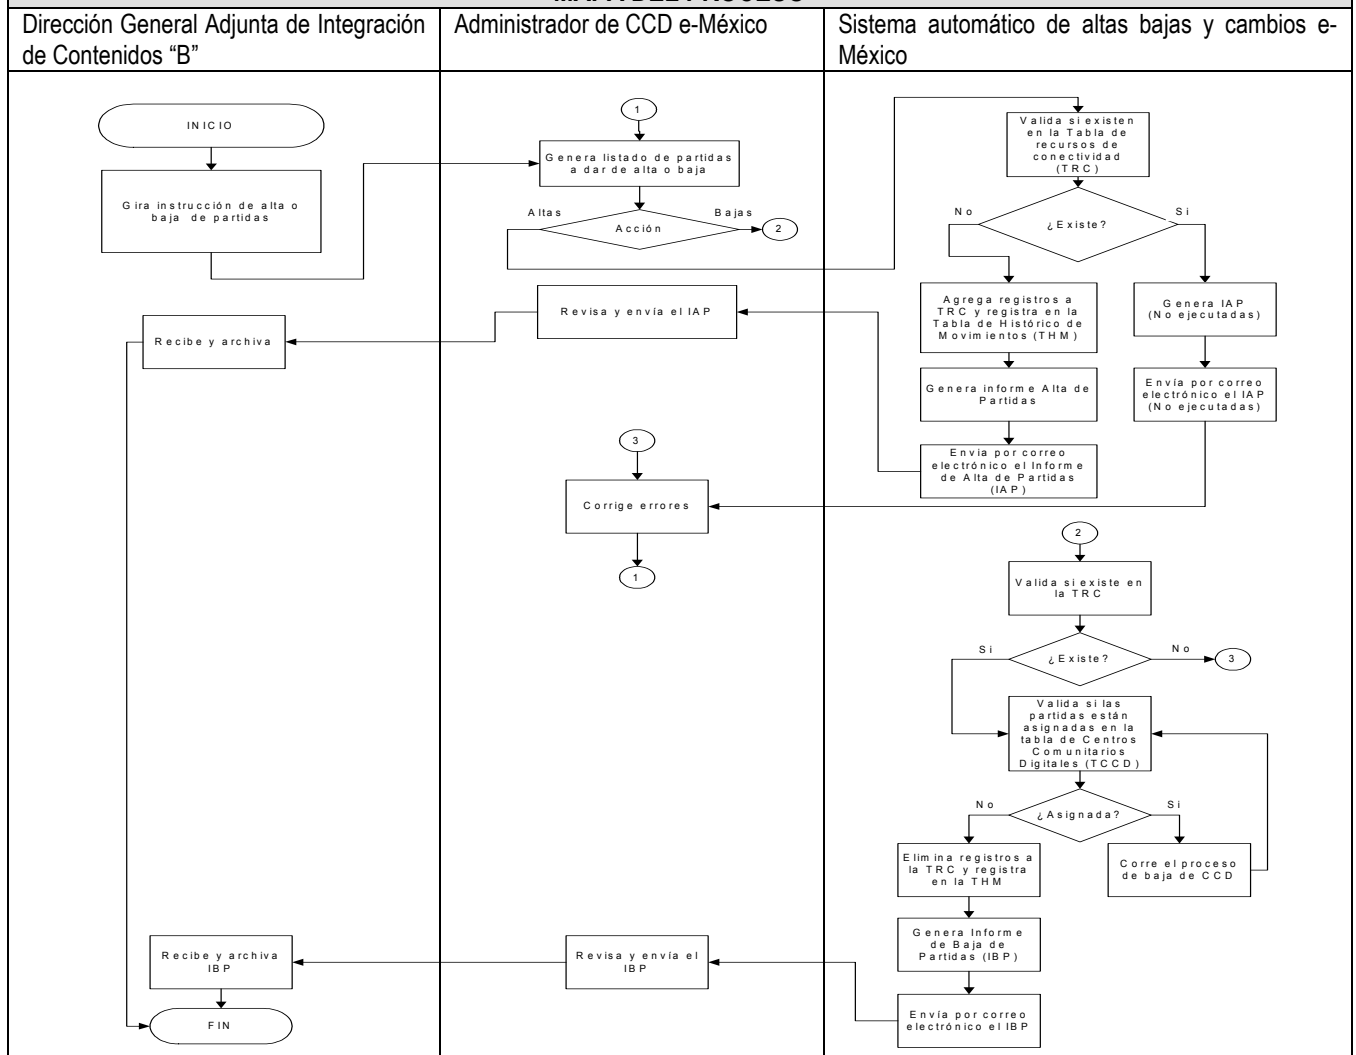 MAPA DEL PROCESO
Dirección General Adjunta de Integración
de Contenidos “B”
Administrador de CCD e-México
Sistema automático de altas bajas y cambios e-
México
INICIO
Gira instrucción de alta o
baja de partidas
1
Genera listado de partidas
a dar de alta o baja
Altas
Acción
Bajas
2
Valida si existen
en la Tabla de
recursos de
conectividad
(TRC)
No
¿Existe?
Si
Agrega registros a
TRC y registra en la
Tabla de Histórico de
Movimientos (THM)
Genera IAP
(No ejecutadas)
Revisa y envía el IAP
Recibe y archiva
Genera informe Alta de
Partidas
Envía por correo
electrónico el IAP
(No ejecutadas)
Envia por correo
electrónico el Informe
de Alta de Partidas
(IAP)
3
Corrige errores
1
2
Valida si existe en
la TRC
Si
¿Existe?
No
3
Valida si las
partidas están
asignadas en la
tabla de Centros
Comunitarios
Digitales (TCCD)
No
¿Asignada?
Si
Elimina registros a
la TRC y registra
en la THM
Corre el proceso
de baja de CCD
Genera Informe
de Baja de
Partidas (IBP)
Revisa y envía el
IBP
Recibe y archiva
IBP
Envía por correo
electrónico el IBP
FIN